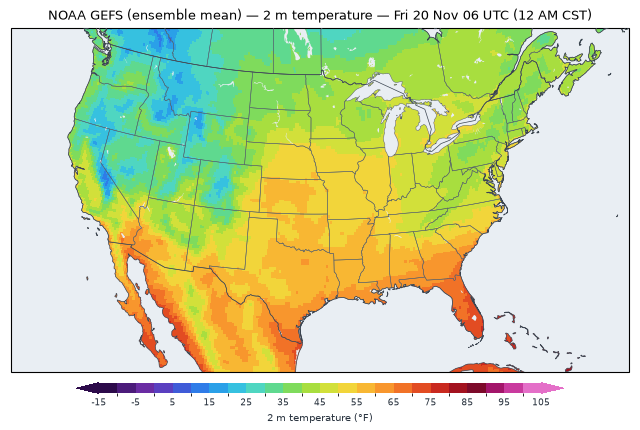 NOAA GEFS (ensemble mean) — 2 m temperature — Fri 20 Nov 06 UTC (12 AM CST)
-15 -5 5 15 25 35 45 55 65 75 85 95 105
2 m temperature (°F)